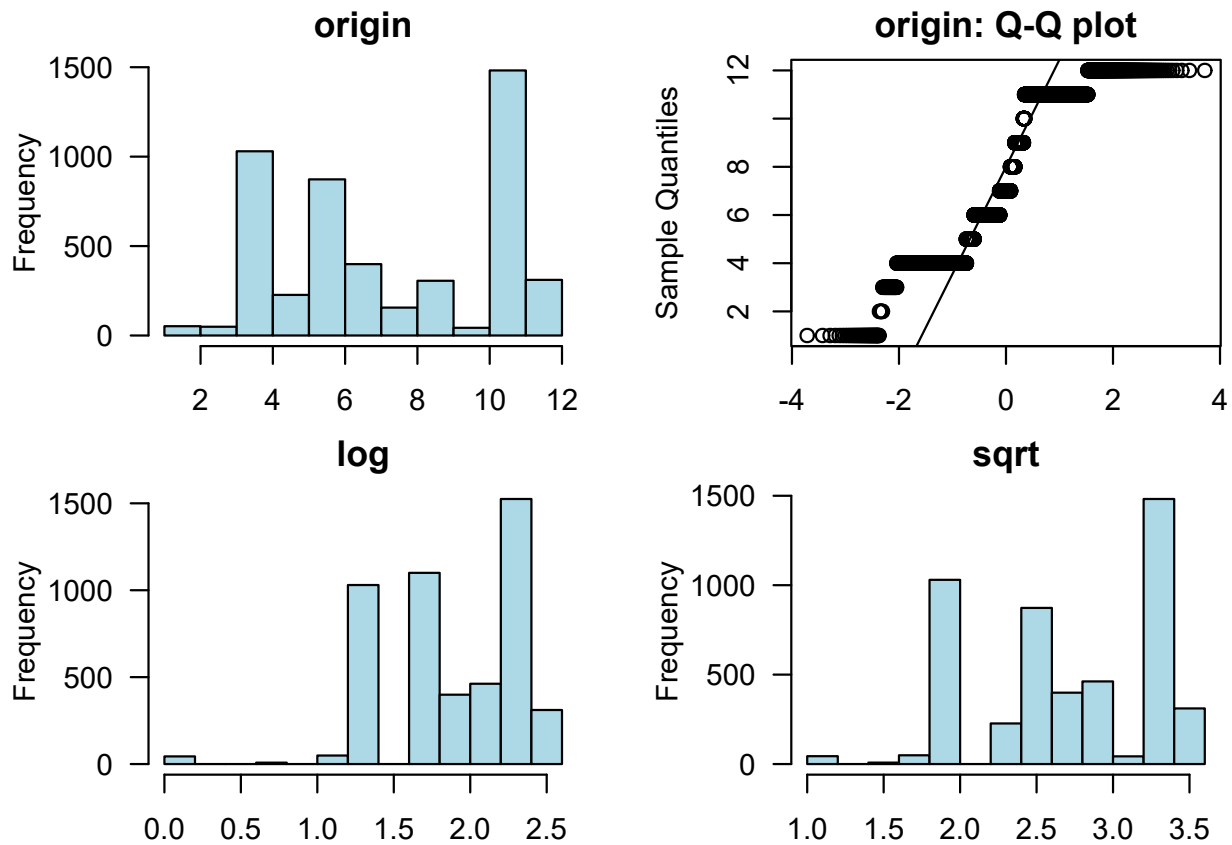 origin
Frequency
1500
1000
500
0
2 4 6 8 10 12
origin: Q-Q plot
Sample Quantiles
12
8
6
4
2
-4 -2 0 2 4
log
Frequency
1500
1000
500
0
0.0 0.5 1.0 1.5 2.0 2.5
sqrt
Frequency
1500
1000
500
0
1.0 1.5 2.0 2.5 3.0 3.5